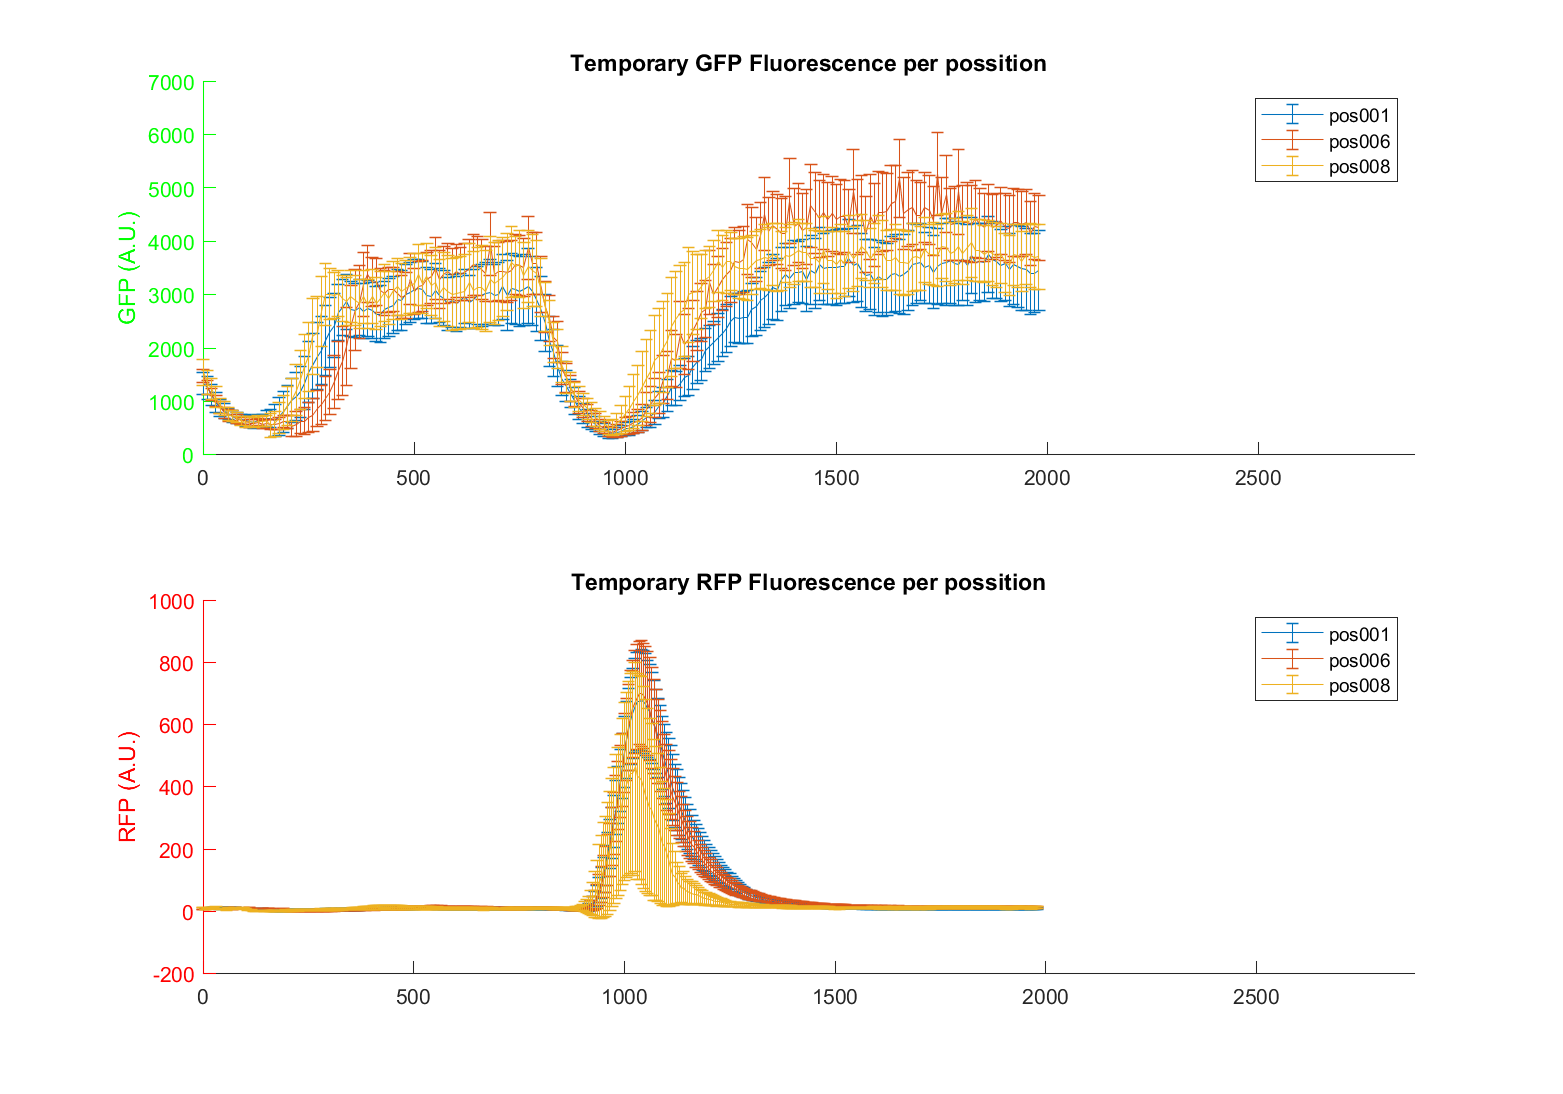 Temporary GFP Fluorescence per possition
GFP (A.U.)
7000
6000
5000
4000
3000
2000
1000
0
0 500 1000 1500 2000 2500
pos001
pos006
pos008
Temporary RFP Fluorescence per possition
RFP (A.U.)
1000
800
600
400
200
0
-200
0 500 1000 1500 2000 2500
pos001
pos006
pos008